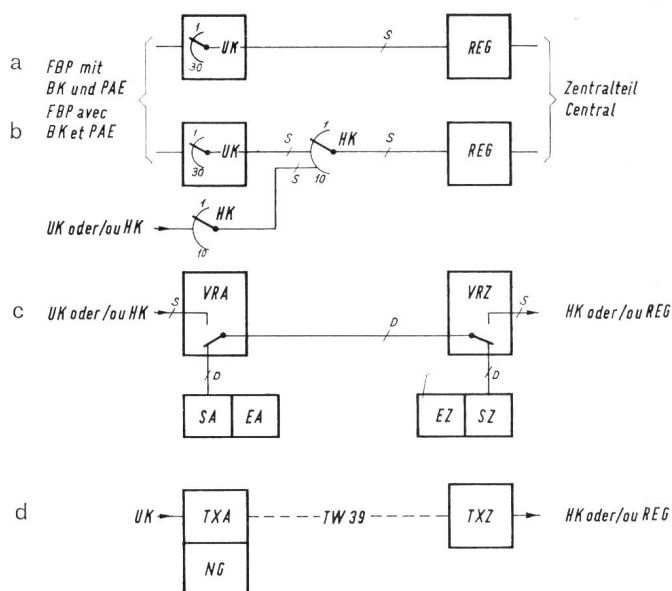 a
FBP mit
BK und PAE
FBP avec
BK et PAE
1
30
UK
S
REG
Zentralteil
Central
b
1
30
UK
S
1
10
HK
S
REG
S
UK oder/ou HK
1
10
HK
c
UK oder/ou HK
S
VRA
D
VRZ
S
HK oder/ou REG
D
D
SA
EA
EZ
SZ
d
UK
TXA
TW 39
TXZ
HK oder/ou REG
NG